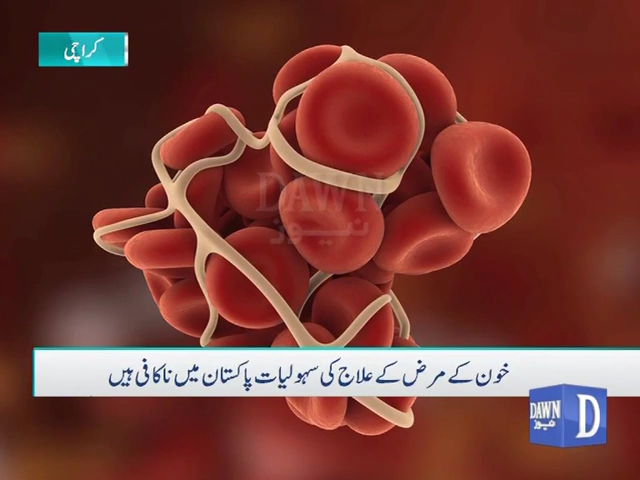 کراچی
DAWN
نیوز
خون کے مرض کے علاج کی سہولیات پاکستان میں ناکافی ہیں
DAWN
نیوز
D